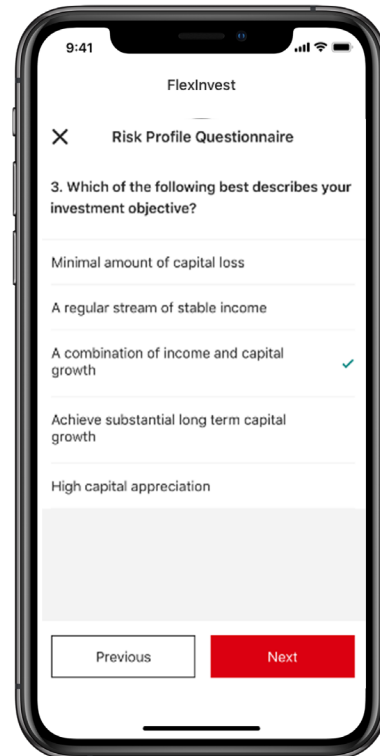 9:41
FlexInvest
Risk Profile Questionnaire
3. Which of the following best describes your
investment objective?
Minimal amount of capital loss
A regular stream of stable income
A combination of income and capital
growth
Achieve substantial long term capital
growth
High capital appreciation
Previous
Next